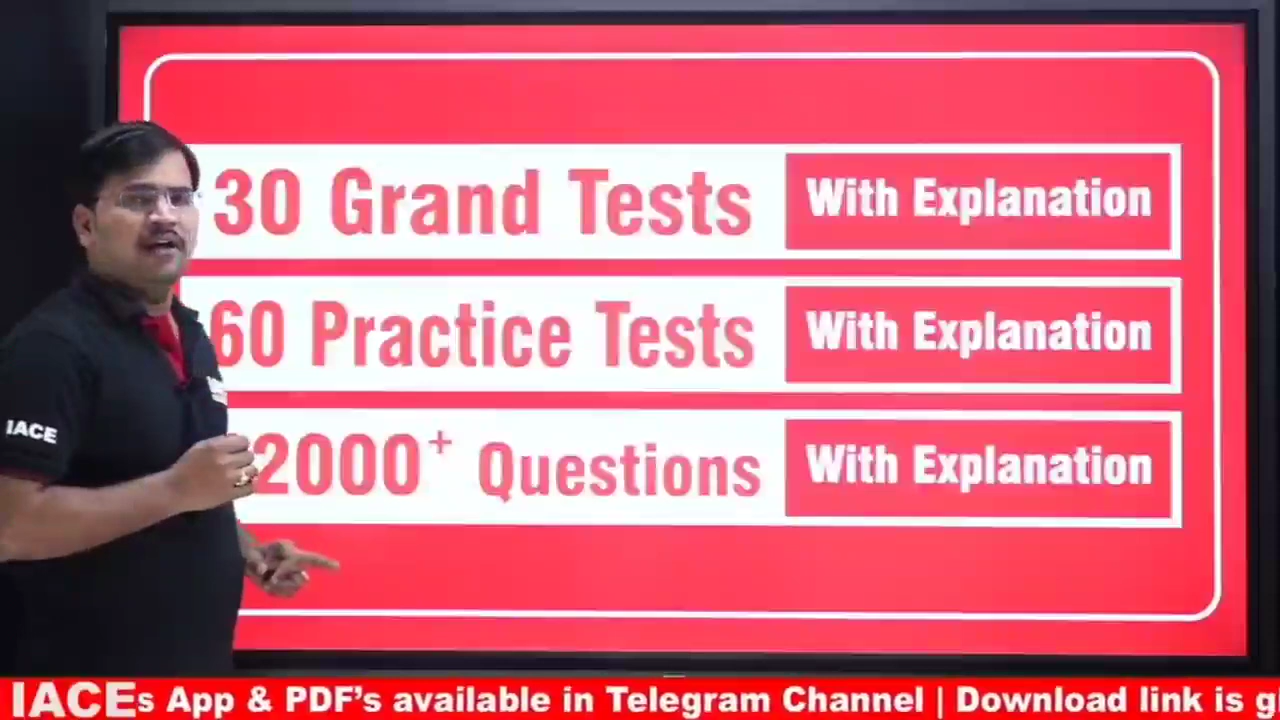 30 Grand Tests With Explanation
60 Practice Tests With Explanation
2000+ Questions With Explanation
IACE
IACE s App & PDF's available in Telegram Channel | Download link is